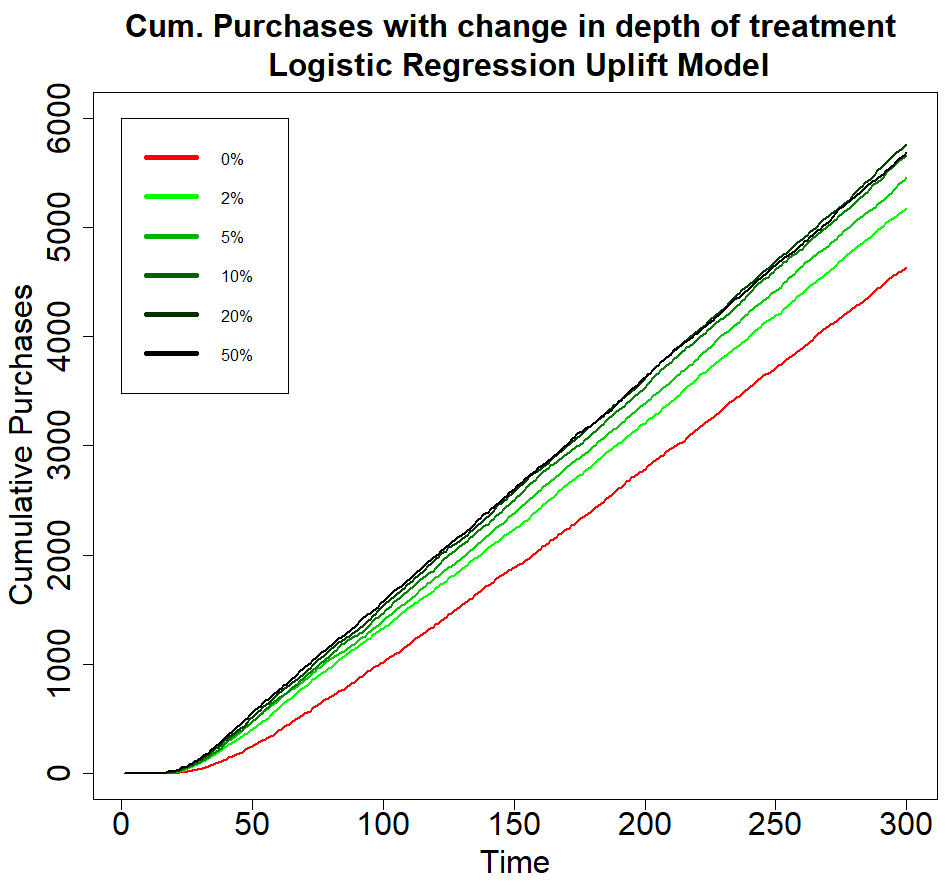 Cum. Purchases with change in depth of treatment
Logistic Regression Uplift Model
6000
5000
4000
3000
2000
1000
0
Cumulative Purchases
0%
2%
5%
10%
20%
50%
0 50 100 150 200 250 300
Time